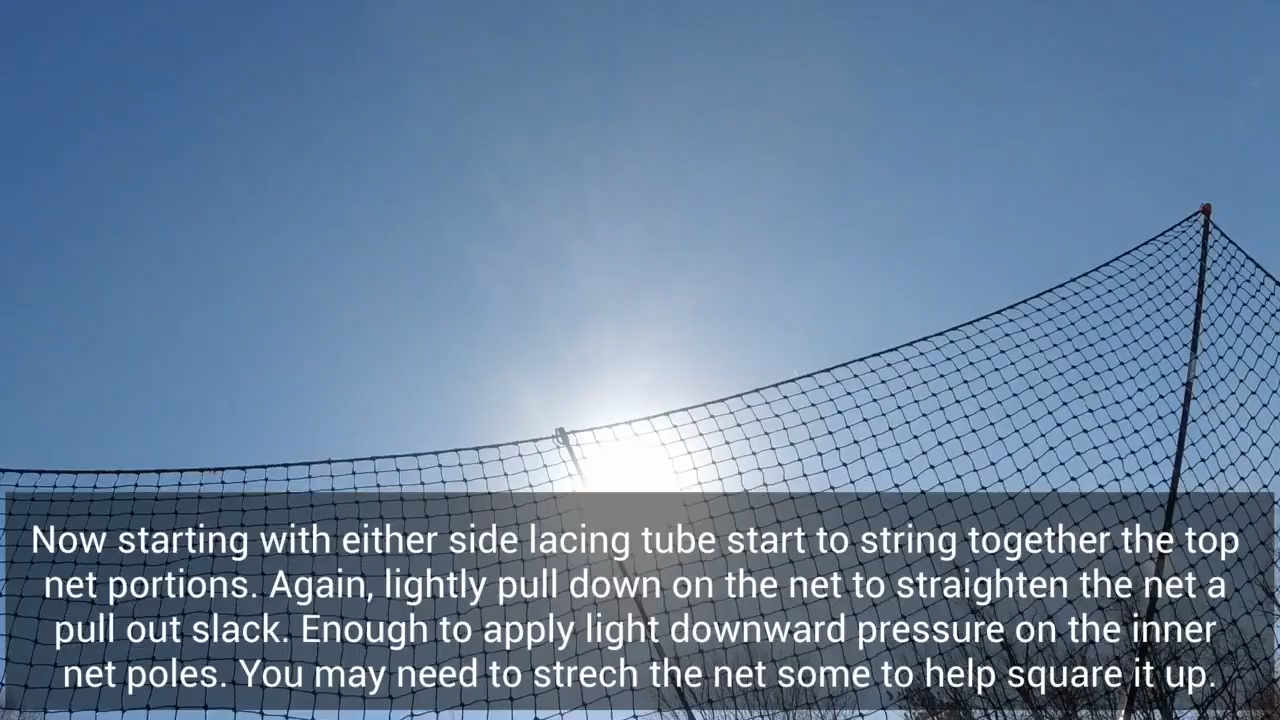 Now starting with either side lacing tube start to string together the top
net portions. Again, lightly pull down on the net to straighten the net a
pull out slack. Enough to apply light downward pressure on the inner
net poles. You may need to strech the net some to help square it up.